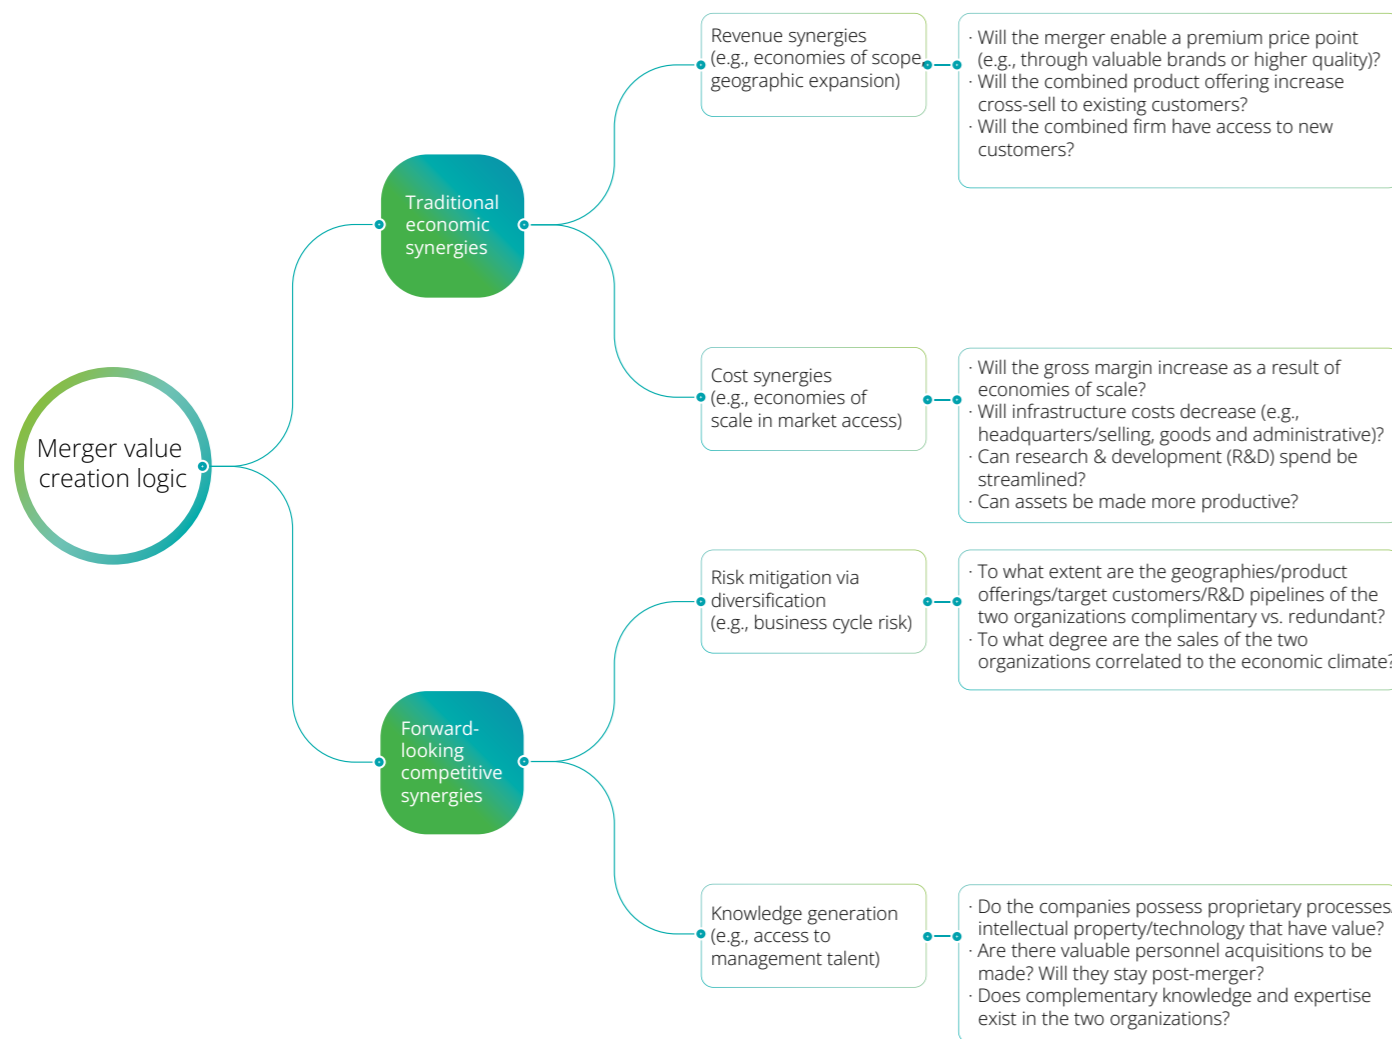 Merger value
creation logic
Traditional
economic
synergies
Revenue synergies
(e.g., economies of scope,
geographic expansion)
· Will the merger enable a premium price point
(e.g., through valuable brands or higher quality)?
· Will the combined product offering increase
cross-sell to existing customers?
· Will the combined firm have access to new
customers?
Cost synergies
(e.g., economies of
scale in market access)
· Will the gross margin increase as a result of
economies of scale?
· Will infrastructure costs decrease (e.g.,
headquarters/selling, goods and administrative)?
· Can research & development (R&D) spend be
streamlined?
· Can assets be made more productive?
Forward-
looking
competitive
synergies
Risk mitigation via
diversification
(e.g., business cycle risk)
· To what extent are the geographies/product
offerings/target customers/R&D pipelines of the
two organizations complimentary vs. redundant?
· To what degree are the sales of the two
organizations correlated to the economic climate?
Knowledge generation
(e.g., access to
management talent)
· Do the companies possess proprietary processes,
intellectual property/technology that have value?
· Are there valuable personnel acquisitions to be
made? Will they stay post-merger?
· Does complementary knowledge and expertise
exist in the two organizations?